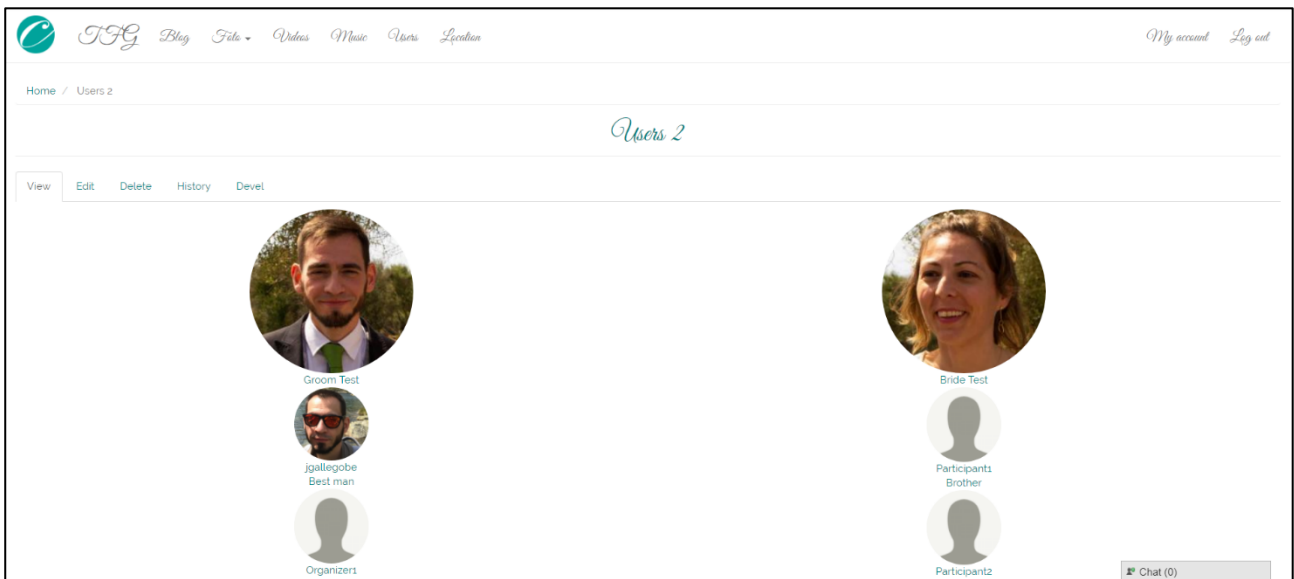 TFG Blog Foto Videos Music Users Location My account Log out
Home / Users 2
Users 2
View Edit Delete History Devel
Groom Test
Bride Test
jgallegobe
Best man
Participant1
Brother
Organizer1
Participant2
Chat (0)